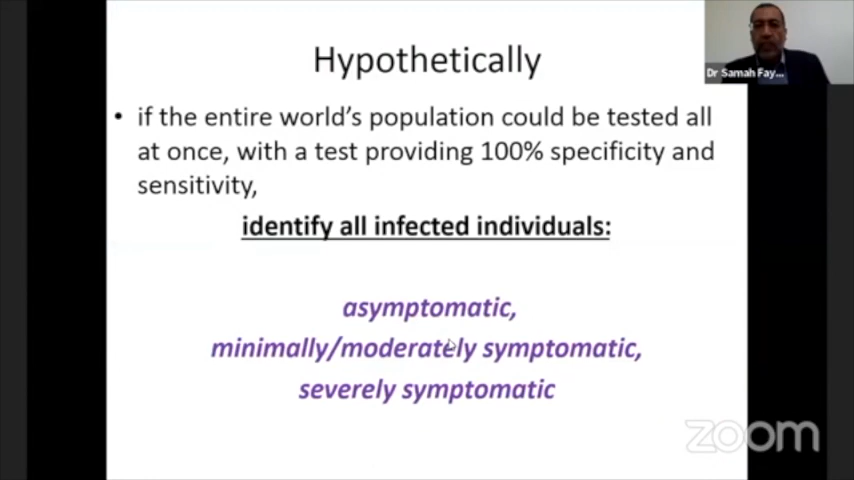 Hypothetically
Dr Samah Fay...
• if the entire world's population could be tested all
at once, with a test providing 100% specificity and
sensitivity,
identify all infected individuals:
asymptomatic,
minimally/moderately symptomatic,
severely symptomatic
zoom